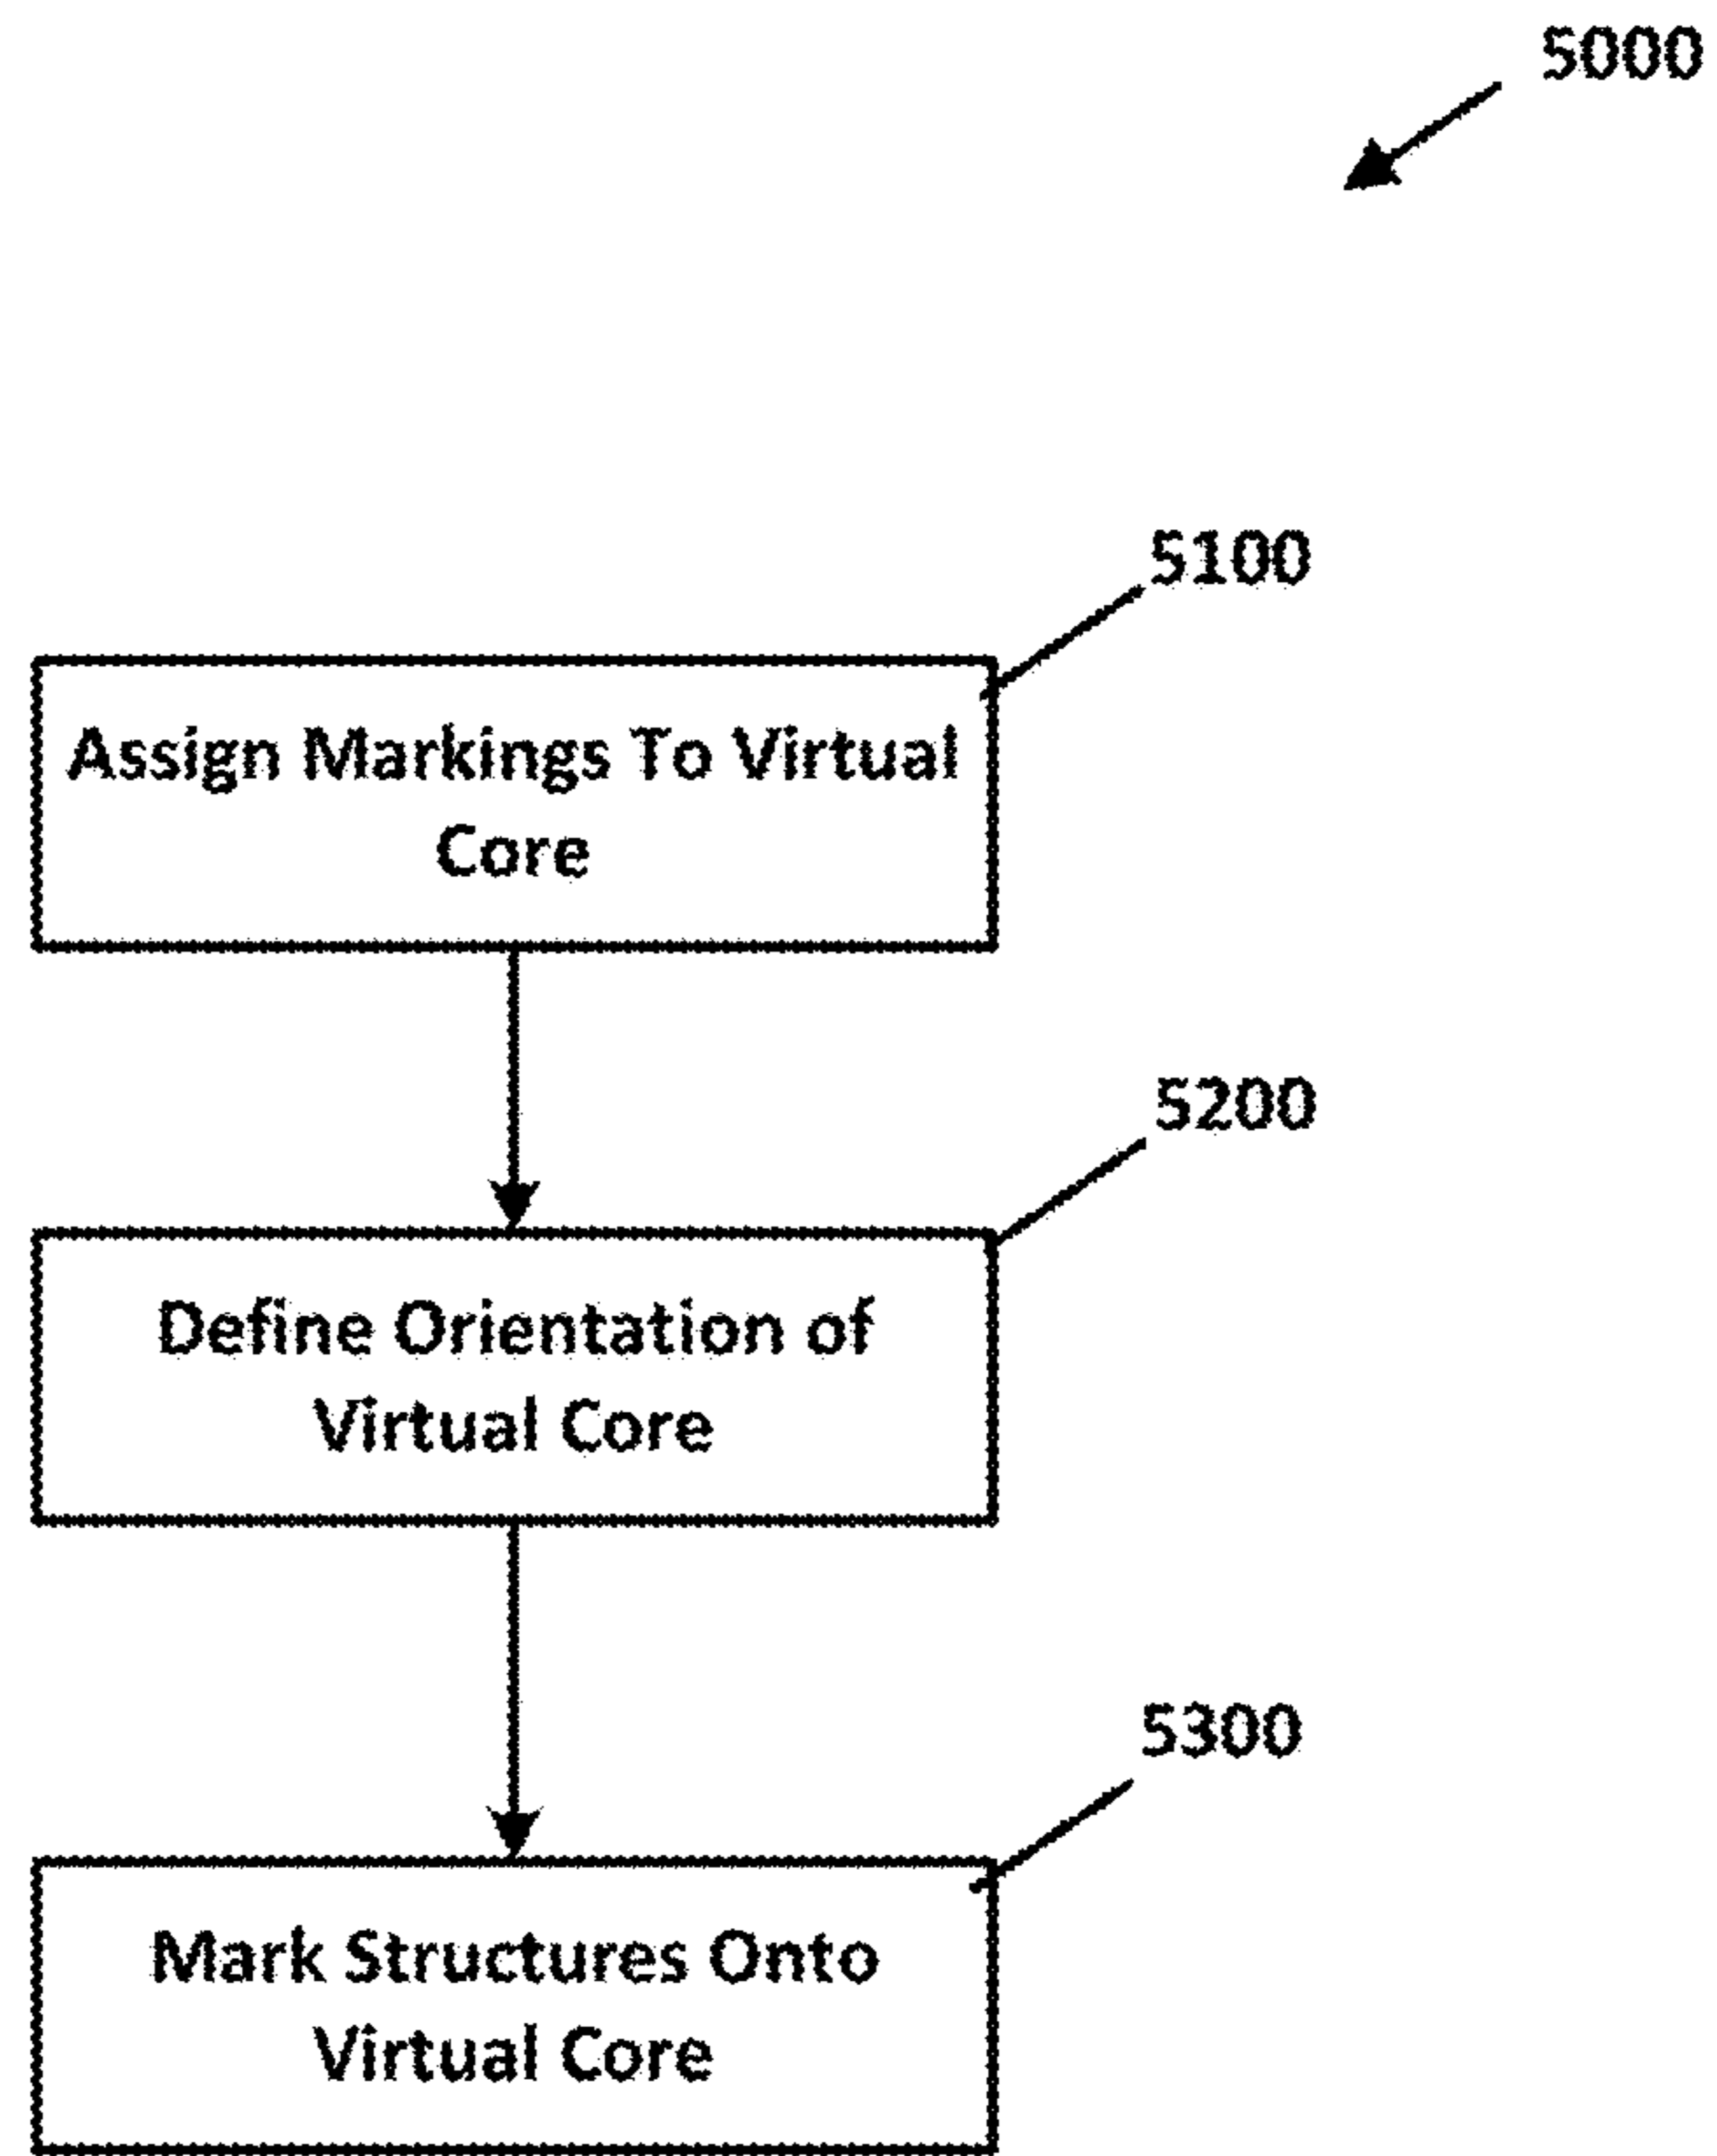 5000
5100
Assign Markings To Virtual
Core
5200
Define Orientation of
Virtual Core
5300
Mark Structures Onto
Virtual Core